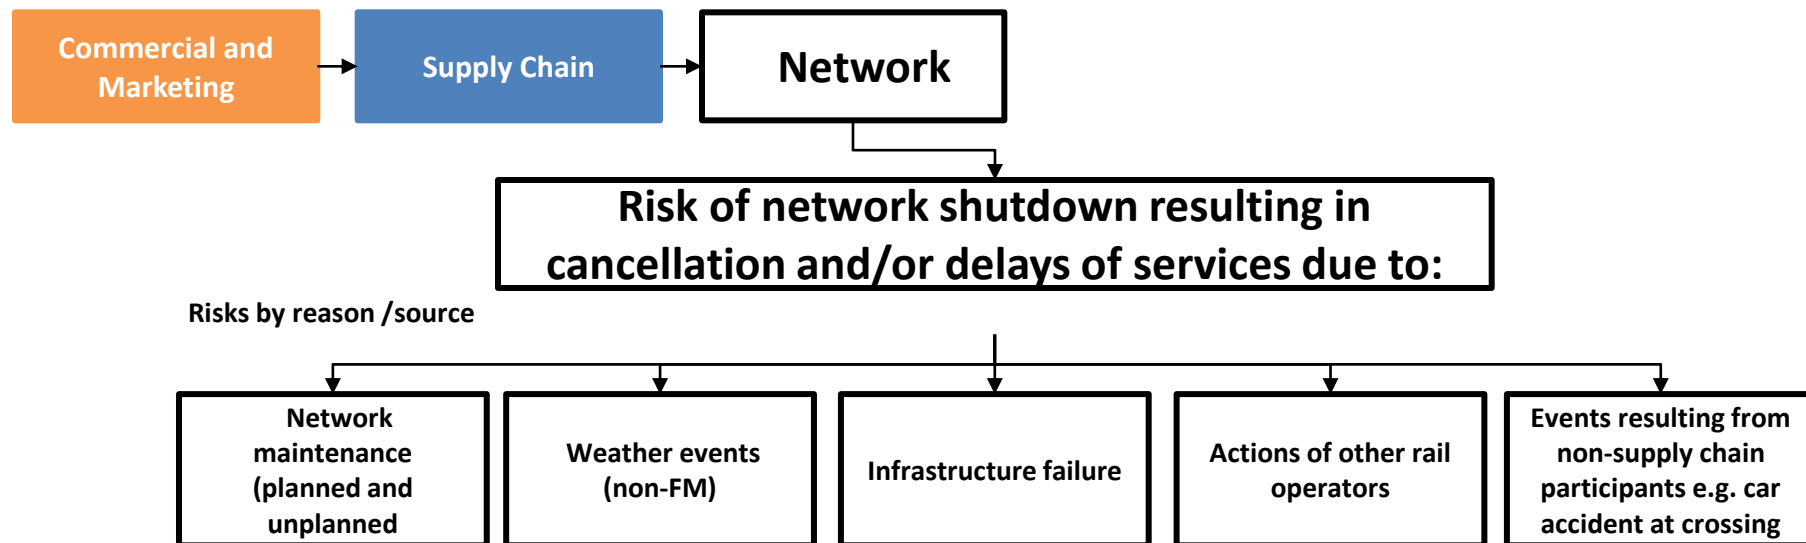 Commercial and
Marketing
Supply Chain
Network
Risk of network shutdown resulting in
cancellation and/or delays of services due to:
Risks by reason /source
Network
maintenance
(planned and
unplanned
Weather events
(non-FM)
Infrastructure failure
Actions of other rail
operators
Events resulting from
non-supply chain
participants e.g. car
accident at crossing